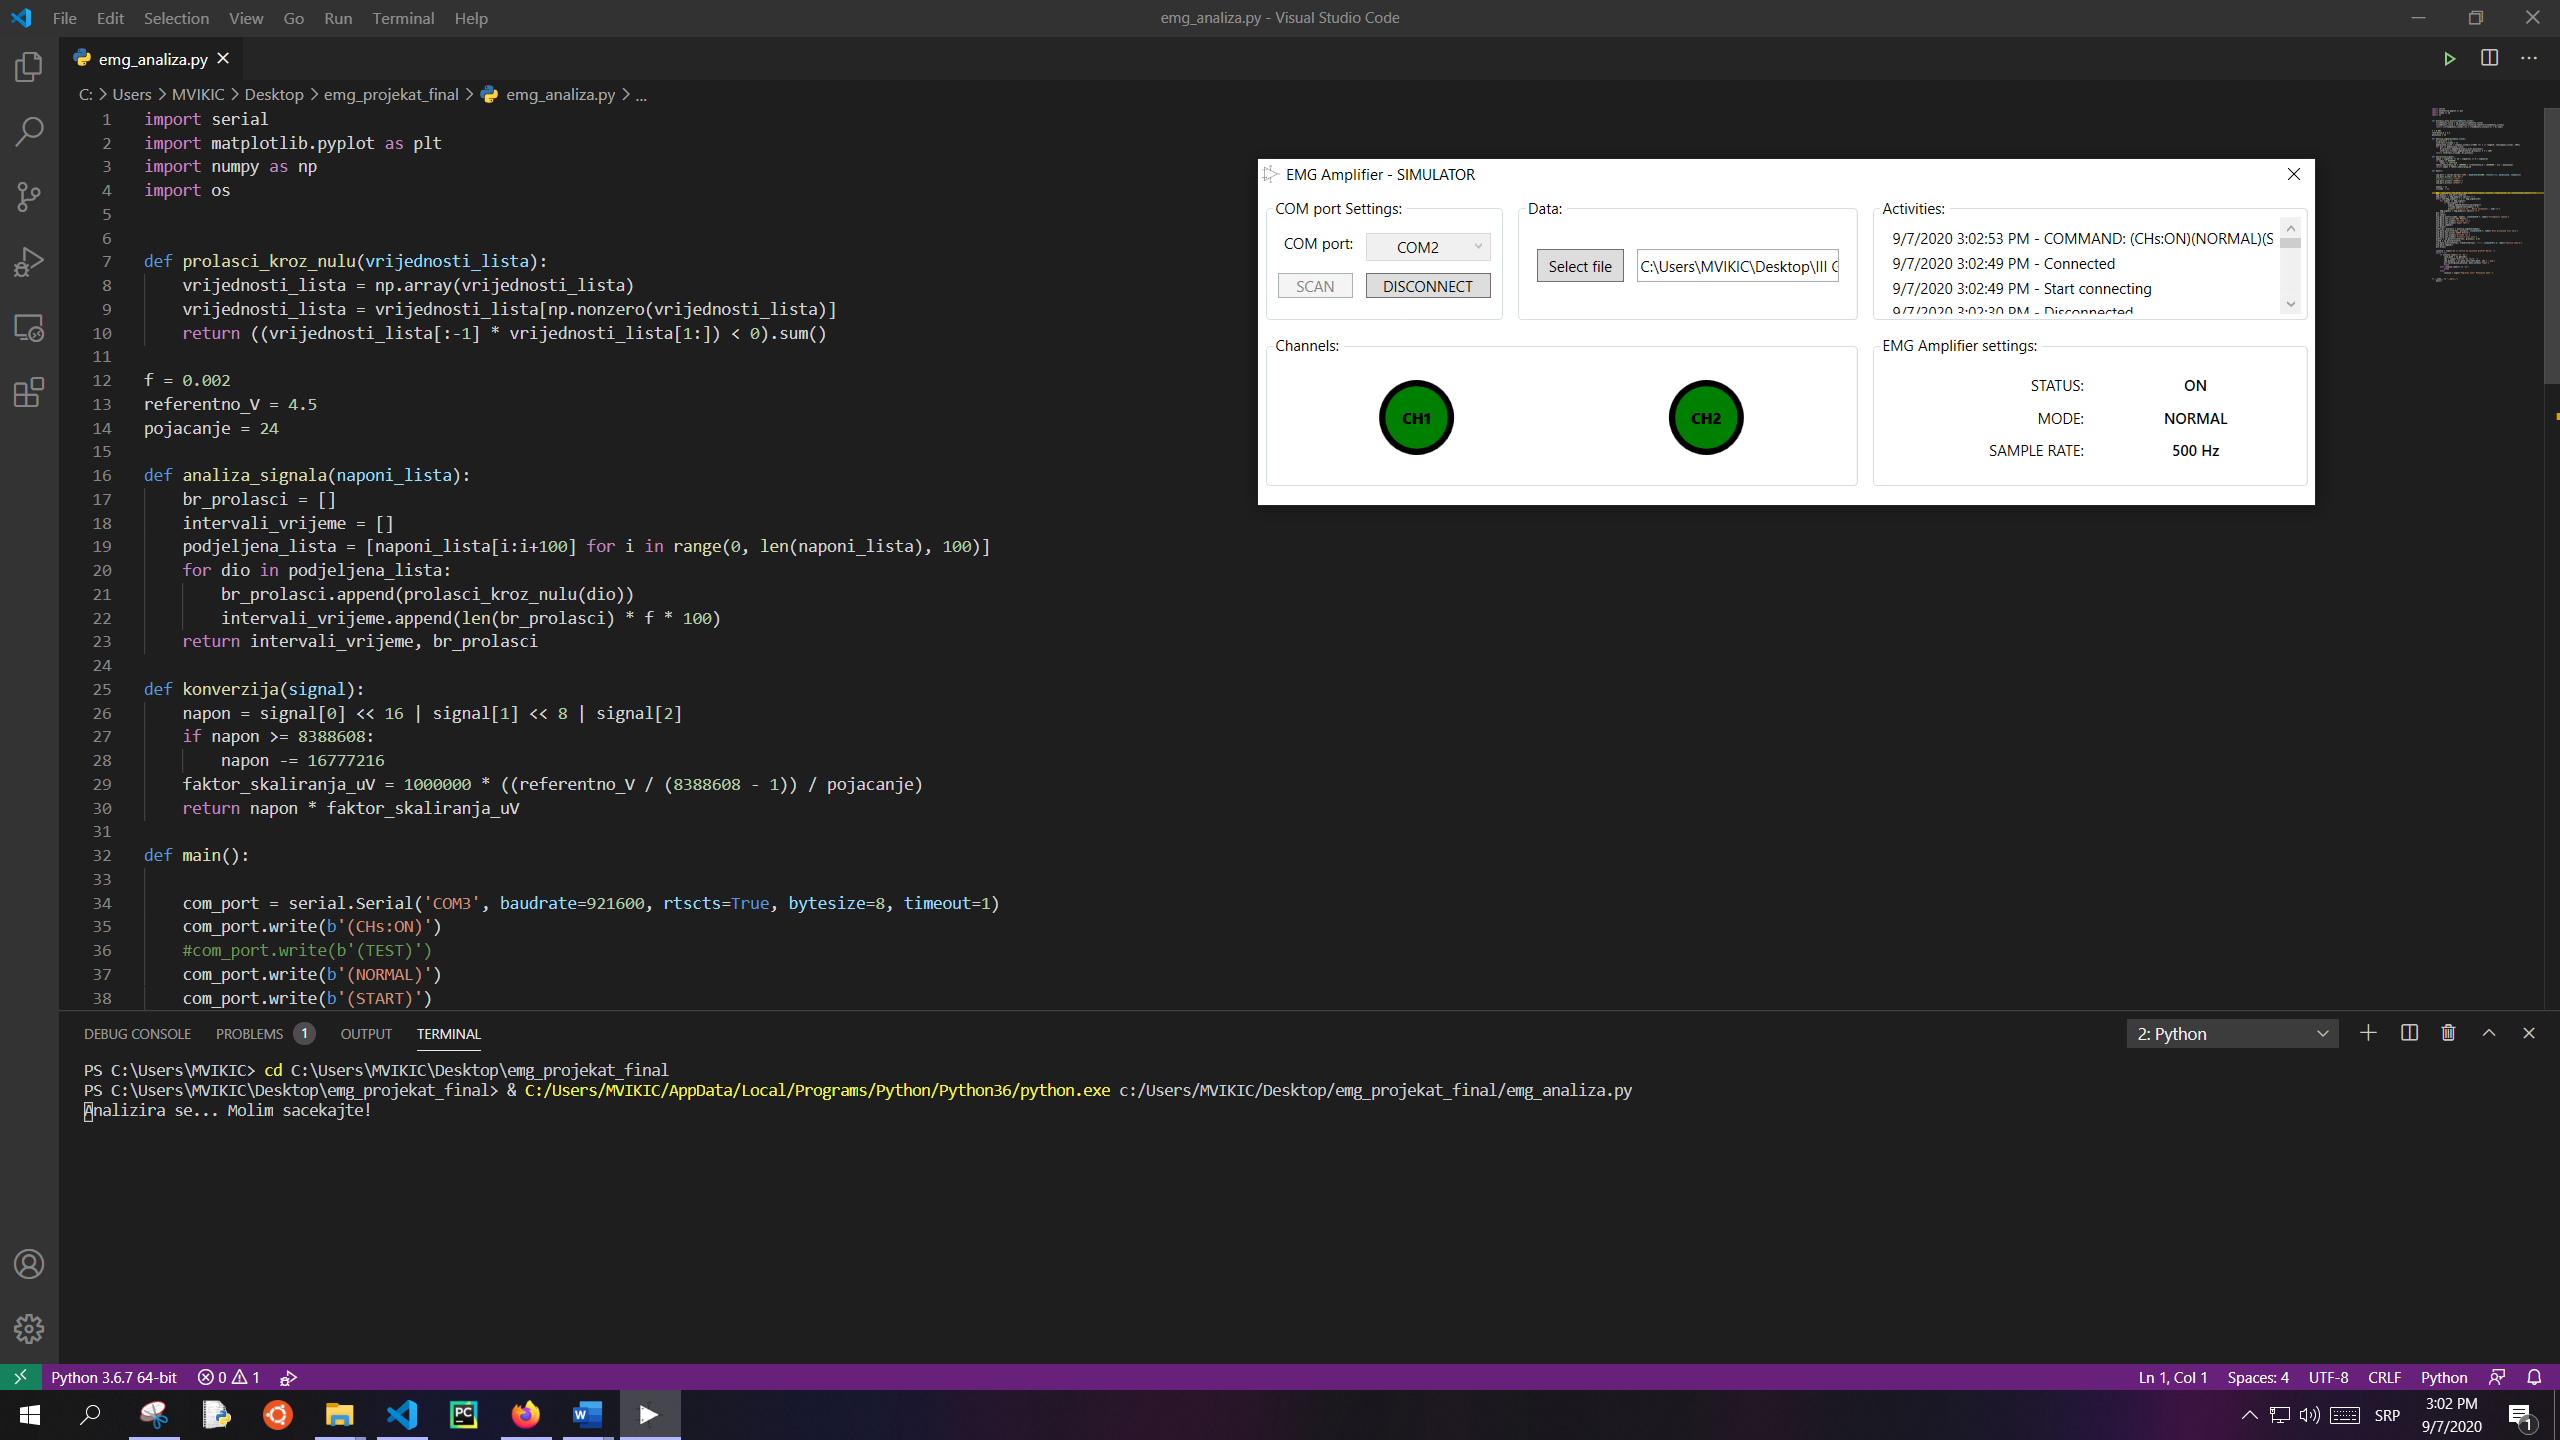 File Edit Selection View Go Run Terminal Help
emg_analiza.py - Visual Studio Code
emg_analiza.py
C: > Users > MVIKIC > Desktop > emg_projekat_final > emg_analiza.py > ...
1 import serial
2 import matplotlib.pyplot as plt
3 import numpy as np
4 import os
5
6
7 def prolasci_kroz_nulu(vrijednosti_lista):
8 vrijednosti_lista = np.array(vrijednosti_lista)
9 vrijednosti_lista = vrijednosti_lista[np.nonzero(vrijednosti_lista)]
10 return ((vrijednosti_lista[:-1] * vrijednosti_lista[1:]) < 0).sum()
11
12 f = 0.002
13 referentno_V = 4.5
14 pojacanje = 24
15
16 def analiza_signala(naponi_lista):
17 br_prolasci = []
18 intervali_vrijeme = []
19 podjeljena_lista = [naponi_lista[i:i+100] for i in range(0, len(naponi_lista), 100)]
20 for dio in podjeljena_lista:
21 br_prolasci.append(prolasci_kroz_nulu(dio))
22 intervali_vrijeme.append(len(br_prolasci) * f * 100)
23 return intervali_vrijeme, br_prolasci
24
25 def konverzija(signal):
26 napon = signal[0] << 16 | signal[1] << 8 | signal[2]
27 if napon >= 8388608:
28 napon -= 16777216
29 faktor_skaliranja_uV = 1000000 * ((referentno_V / (8388608 - 1)) / pojacanje)
30 return napon * faktor_skaliranja_uV
31
32 def main():
33
34 com_port = serial.Serial('COM3', baudrate=921600, rtscts=True, bytesize=8, timeout=1)
35 com_port.write(b'(CHs:ON)')
36 #com_port.write(b'(TEST)')
37 com_port.write(b'(NORMAL)')
38 com_port.write(b'(START)')
EMG Amplifier - SIMULATOR
COM port Settings:
COM port: COM2
SCAN DISCONNECT
Data:
Select file C:\Users\MVIKIC\Desktop\III G
Activities:
9/7/2020 3:02:53 PM - COMMAND: (CHs:ON)(NORMAL)(S
9/7/2020 3:02:49 PM - Connected
9/7/2020 3:02:49 PM - Start connecting
9/7/2020 3:02:30 PM - Disconnected
Channels:
CH1 CH2
EMG Amplifier settings:
STATUS: ON
MODE: NORMAL
SAMPLE RATE: 500 Hz
DEBUG CONSOLE PROBLEMS 1 OUTPUT TERMINAL
2: Python
PS C:\Users\MVIKIC> cd C:\Users\MVIKIC\Desktop\emg_projekat_final
PS C:\Users\MVIKIC\Desktop\emg_projekat_final> & C:/Users/MVIKIC/AppData/Local/Programs/Python/Python36/python.exe c:/Users/MVIKIC/Desktop/emg_projekat_final/emg_analiza.py
Analizira se... Molim sacekajte!
Python 3.6.7 64-bit 0 1
Ln 1, Col 1 Spaces: 4 UTF-8 CRLF Python
PC W
SRP
3:02 PM
9/7/2020
1